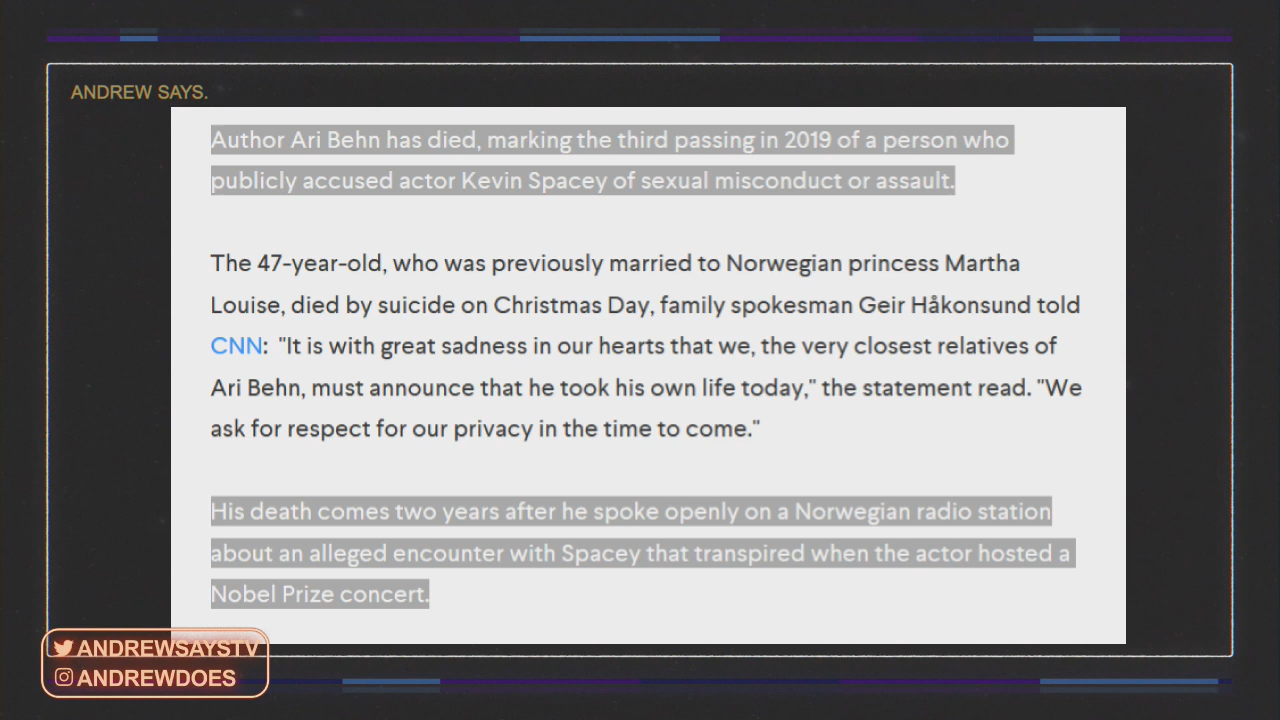 ANDREW SAYS.
Author Ari Behn has died, marking the third passing in 2019 of a person who
publicly accused actor Kevin Spacey of sexual misconduct or assault.
The 47-year-old, who was previously married to Norwegian princess Martha
Louise, died by suicide on Christmas Day, family spokesman Geir Håkonsund told
CNN: "It is with great sadness in our hearts that we, the very closest relatives of
Ari Behn, must announce that he took his own life today," the statement read. "We
ask for respect for our privacy in the time to come."
His death comes two years after he spoke openly on a Norwegian radio station
about an alleged encounter with Spacey that transpired when the actor hosted a
Nobel Prize concert.
ANDREWSAYSTV
ANDREWDOES